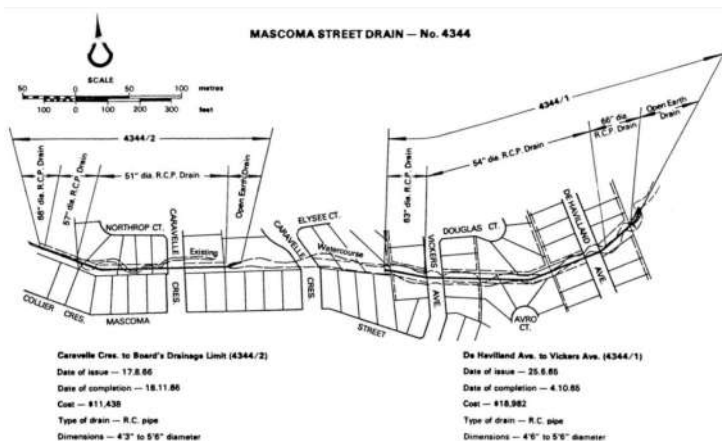 MASCOMA STREET DRAIN — No. 4344
SCALE
50 0 50 100 metres
100 0 100 200 300 feet
4344/2
4344/1
66" dia. R.C.P. Drain
57" dia. R.C.P. Drain
51" dia. R.C.P. Drain
Open Earth Drain
63" dia. R.C.P. Drain
54" dia. R.C.P. Drain
66" dia. R.C.P. Drain
Open Earth Drain
NORTHROP CT.
CARAVELLE
CRES.
Existing
ELYSEE CT.
CARAVELLE
CRES
Watercourse
VICKERS
AVE.
DOUGLAS CT.
DE HAVILLAND
AVE.
AVRO CT.
COLLIER CRES.
MASCOMA
STREET
Caravelle Cres. to Board's Drainage Limit (4344/2)
Date of issue — 17.8.66
Date of completion — 18.11.66
Cost — $11,438
Type of drain — R.C. pipe
Dimensions — 4'3" to 5'6" diameter
De Havilland Ave. to Vickers Ave. (4344/1)
Date of issue — 25.6.65
Date of completion — 4.10.65
Cost — $18,982
Type of drain — R.C. pipe
Dimensions — 4'6" to 5'6" diameter